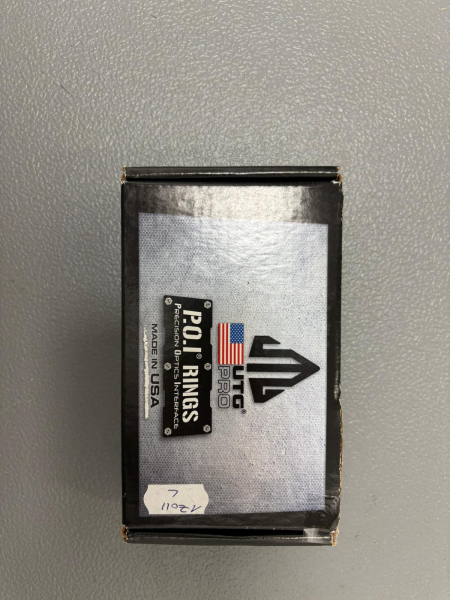 UTG®
PRO
P.O.I® RINGS
PRECISION OPTICS INTERFACE
MADE IN USA